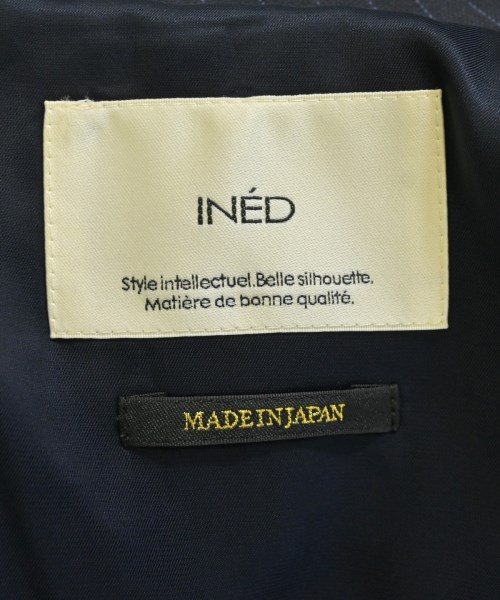 INÉD
Style intellectuel.Belle silhouette.
Matière de bonne qualité.
MADE IN JAPAN